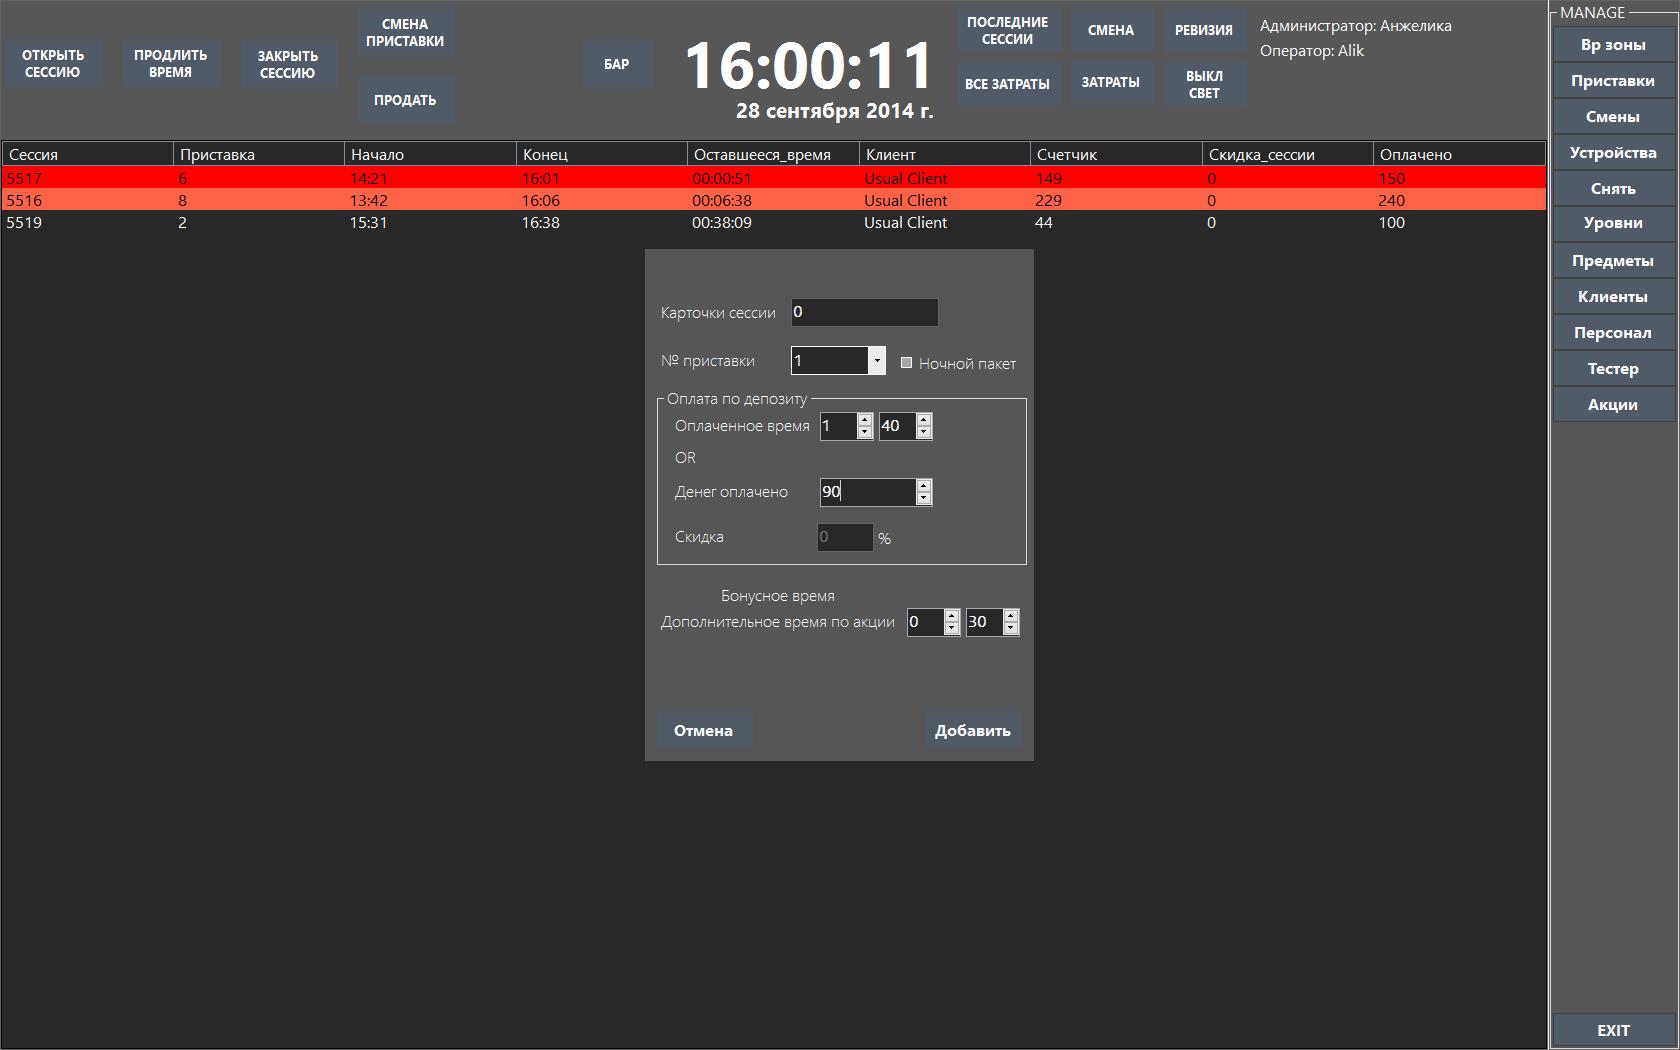 ОТКРЫТЬ
СЕССИЮ
ПРОДЛИТЬ
ВРЕМЯ
ЗАКРЫТЬ
СЕССИЮ
СМЕНА
ПРИСТАВКИ
ПРОДАТЬ
БАР
16:00:11
28 сентября 2014 г.
ПОСЛЕДНИЕ
СЕССИИ
СМЕНА
РЕВИЗИЯ
ВСЕ ЗАТРАТЫ
ЗАТРАТЫ
ВЫКЛ
СВЕТ
Администратор: Анжелика
Оператор: Alik
Сессия Приставка Начало Конец Оставшееся_время Клиент Счетчик Скидка_сессии Оплачено
5517 6 14:21 16:01 00:00:51 Usual Client 149 0 150
5516 8 13:42 16:06 00:06:38 Usual Client 229 0 240
5519 2 15:31 16:38 00:38:09 Usual Client 44 0 100
Карточки сессии 0
№ приставки 1 Ночной пакет
Оплата по депозиту
Оплаченное время 1 40
OR
Денег оплачено 90
Скидка 0 %
Бонусное время
Дополнительное время по акции 0 30
Отмена Добавить
MANAGE
Вр зоны
Приставки
Смены
Устройства
Снять
Уровни
Предметы
Клиенты
Персонал
Тестер
Акции
EXIT